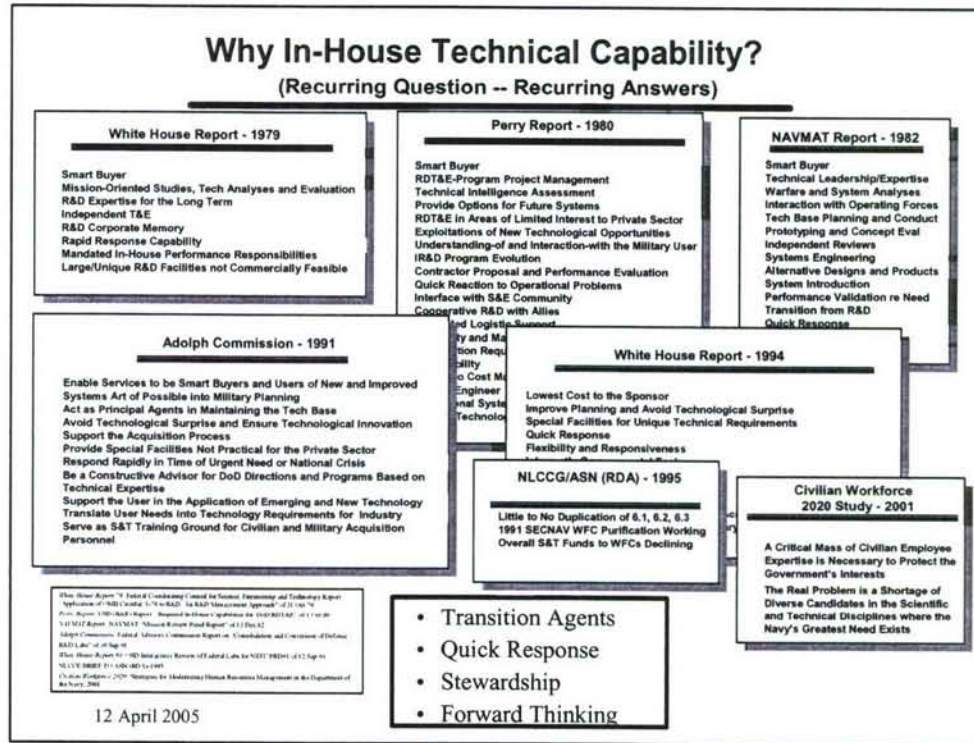 Why In-House Technical Capability?
(Recurring Question -- Recurring Answers)
White House Report - 1979
Smart Buyer
Mission-Oriented Studies, Tech Analyses and Evaluation
R&D Expertise for the Long Term
Independent T&E
R&D Corporate Memory
Rapid Response Capability
Mandated In-House Performance Responsibilities
Large/Unique R&D Facilities not Commercially Feasible
Perry Report - 1980
Smart Buyer
RDT&E-Program Project Management
Technical Intelligence Assessment
Provide Options for Future Systems
RDT&E in Areas of Limited Interest to Private Sector
Exploitations of New Technological Opportunities
Understanding-of and Interaction-with the Military User
IR&D Program Evolution
Contractor Proposal and Performance Evaluation
Quick Reaction to Operational Problems
Interface with S&E Community
Cooperative R&D with Allies
Logistic Support
and
NAVMAT Report - 1982
Smart Buyer
Technical Leadership/Expertise
Warfare and System Analyses
Interaction with Operating Forces
Tech Base Planning and Conduct
Prototyping and Concept Eval
Independent Reviews
Systems Engineering
Alternative Designs and Products
System Introduction
Performance Validation re Need
Transition from R&D
Quick Response
Adolph Commission - 1991
Enable Services to be Smart Buyers and Users of New and Improved
Systems Art of Possible into Military Planning
Act as Principal Agents in Maintaining the Tech Base
Avoid Technological Surprise and Ensure Technological Innovation
Support the Acquisition Process
Provide Special Facilities Not Practical for the Private Sector
Respond Rapidly in Time of Urgent Need or National Crisis
Be a Constructive Advisor for DoD Directions and Programs Based on
Technical Expertise
Support the User in the Application of Emerging and New Technology
Translate User Needs into Technology Requirements for Industry
Serve as S&T Training Ground for Civilian and Military Acquisition
Personnel
White House Report - 1994
Lowest Cost to the Sponsor
Improve Planning and Avoid Technological Surprise
Special Facilities for Unique Technical Requirements
Quick Response
Flexibility and Responsiveness
NLCCG/ASN (RDA) - 1995
Little to No Duplication of 6.1, 6.2, 6.3
1991 SECNAV WFC Purification Working
Overall S&T Funds to WFCs Declining
Civilian Workforce
2020 Study - 2001
A Critical Mass of Civilian Employee
Expertise is Necessary to Protect the
Government's Interests
The Real Problem is a Shortage of
Diverse Candidates in the Scientific
and Technical Disciplines where the
Navy's Greatest Need Exists
• Transition Agents
• Quick Response
• Stewardship
• Forward Thinking
12 April 2005